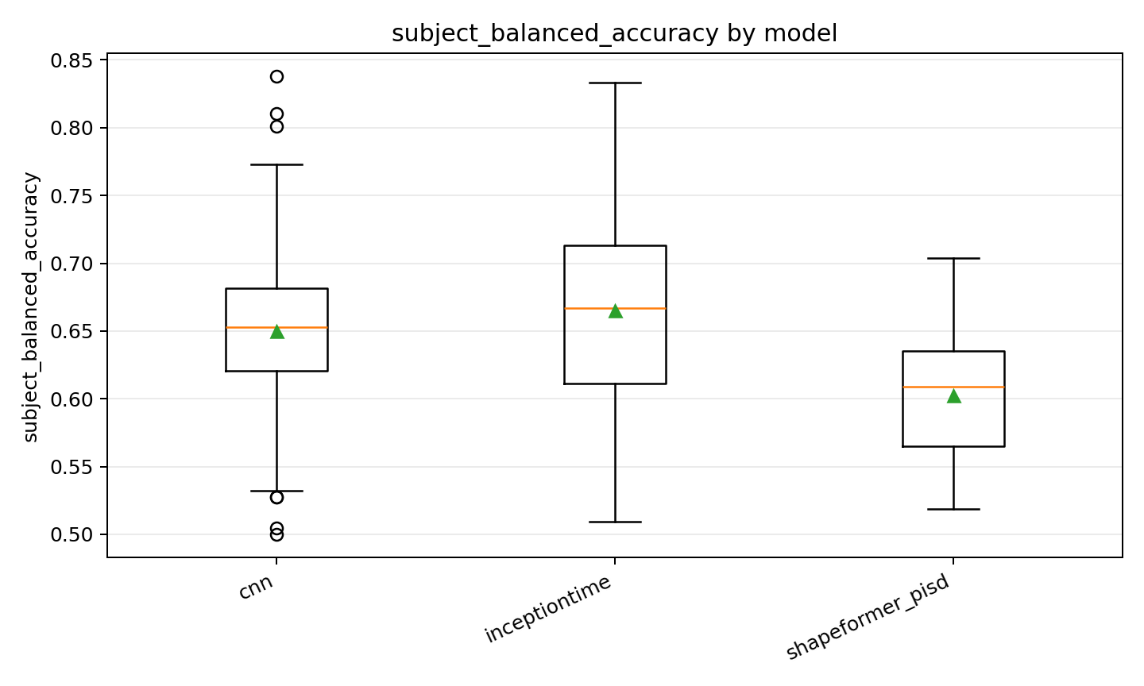 subject_balanced_accuracy by model
subject_balanced_accuracy
0.85
0.80
0.75
0.70
0.65
0.60
0.55
0.50
cnn
inceptiontime
shapeformer_pisd